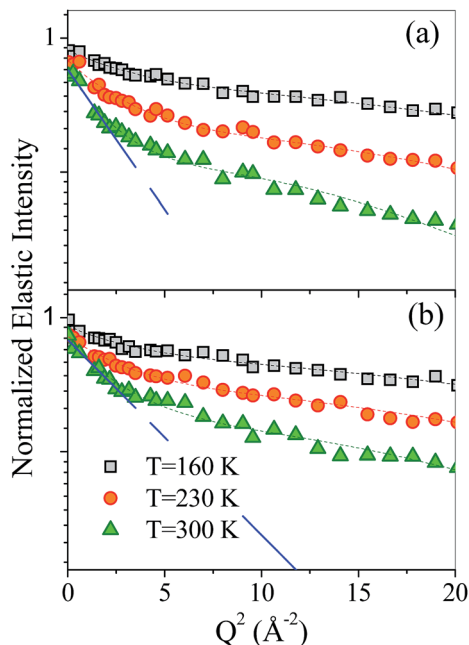 (a)
1
Normalized Elastic Intensity
(b)
1
T=160 K
T=230 K
T=300 K
0 5 10 15 20
Q² (Å⁻²)